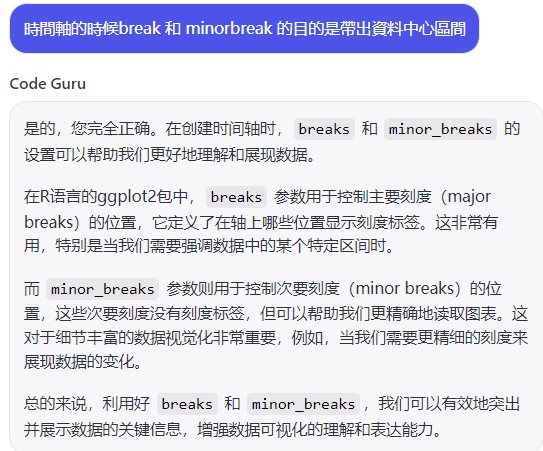 時間軸的時候break 和 minorbreak 的目的是帶出資料中心區間
Code Guru
是的，您完全正确。在创建时间轴时， breaks 和 minor_breaks 的
设置可以帮助我们更好地理解和展现数据。
在R语言的ggplot2包中， breaks 参数用于控制主要刻度（major
breaks）的位置，它定义了在轴上哪些位置显示刻度标签。这非常有
用，特别是当我们需要强调数据中的某个特定区间时。
而 minor_breaks 参数则用于控制次要刻度（minor breaks）的位
置，这些次要刻度没有刻度标签，但可以帮助我们更精确地读取图表。这
对于细节丰富的数据视觉化非常重要，例如，当我们需要更精细的刻度来
展现数据的变化。
总的来说，利用好 breaks 和 minor_breaks ，我们可以有效地突出
并展示数据的关键信息，增强数据可视化的理解和表达能力。